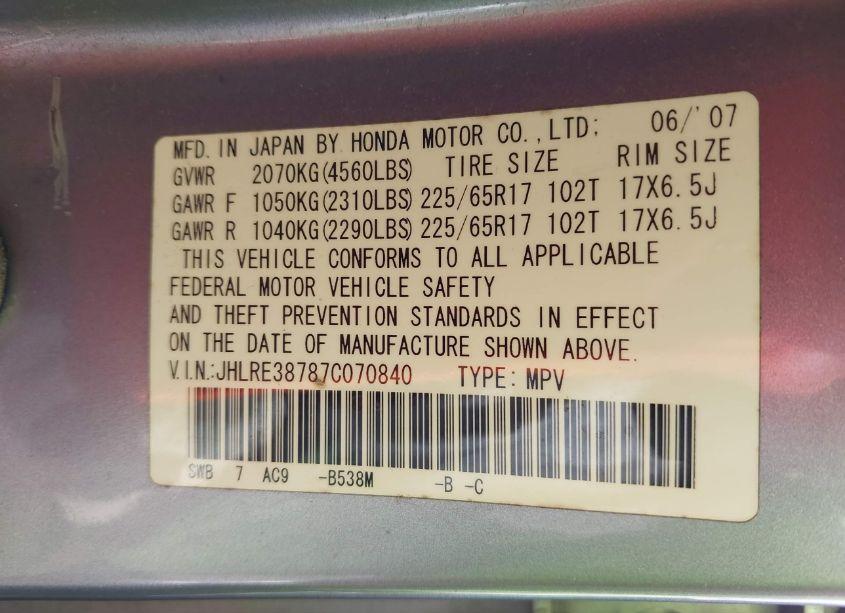 MFD. IN JAPAN BY HONDA MOTOR CO.,LTD; 06/'07
GVWR 2070KG(4560LBS) TIRE SIZE RIM SIZE
GAWR F 1050KG(2310LBS) 225/65R17 102T 17X6.5J
GAWR R 1040KG(2290LBS) 225/65R17 102T 17X6.5J
THIS VEHICLE CONFORMS TO ALL APPLICABLE
FEDERAL MOTOR VEHICLE SAFETY
AND THEFT PREVENTION STANDARDS IN EFFECT
ON THE DATE OF MANUFACTURE SHOWN ABOVE.
V.I.N.:JHLRE38787C070840 TYPE: MPV
SWB 7 AC9 -B538M -B -C